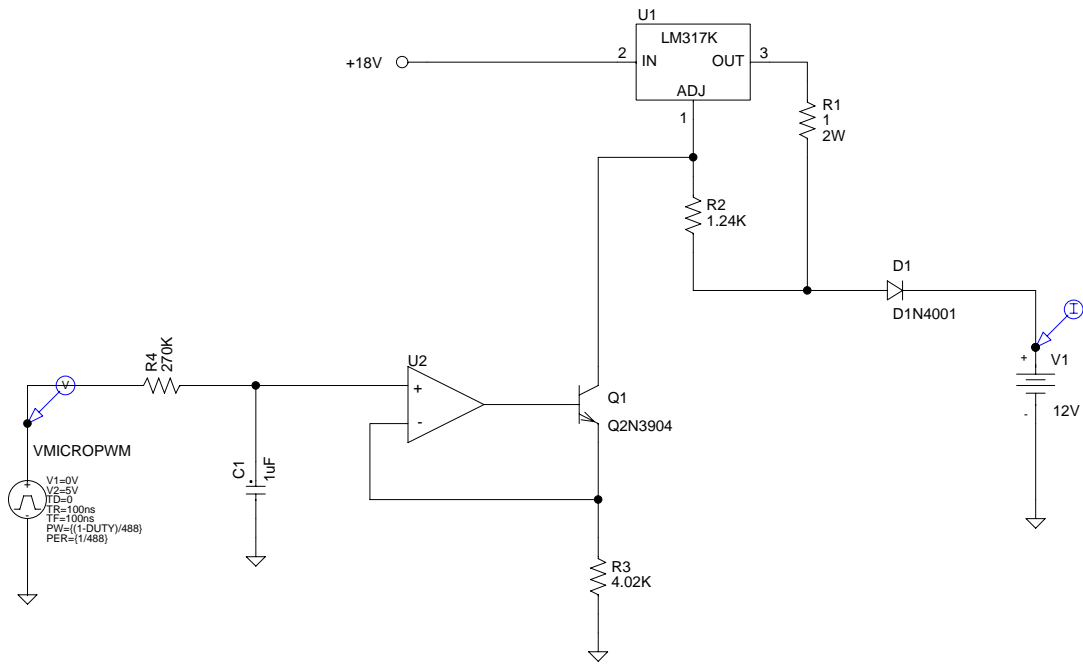 U1
LM317K
+18V
2
IN
OUT
3
ADJ
1
R1
1
2W
R2
1.24K
D1
D1N4001
I
R4
270K
U2
V
+
-
Q1
Q2N3904
+
V1
-
12V
VMICROPWM
V1=0V
V2=5V
TD=0
TR=100ns
TF=100ns
PW={(1-DUTY)/488}
PER={1/488}
+
-
C1
1uF
R3
4.02K